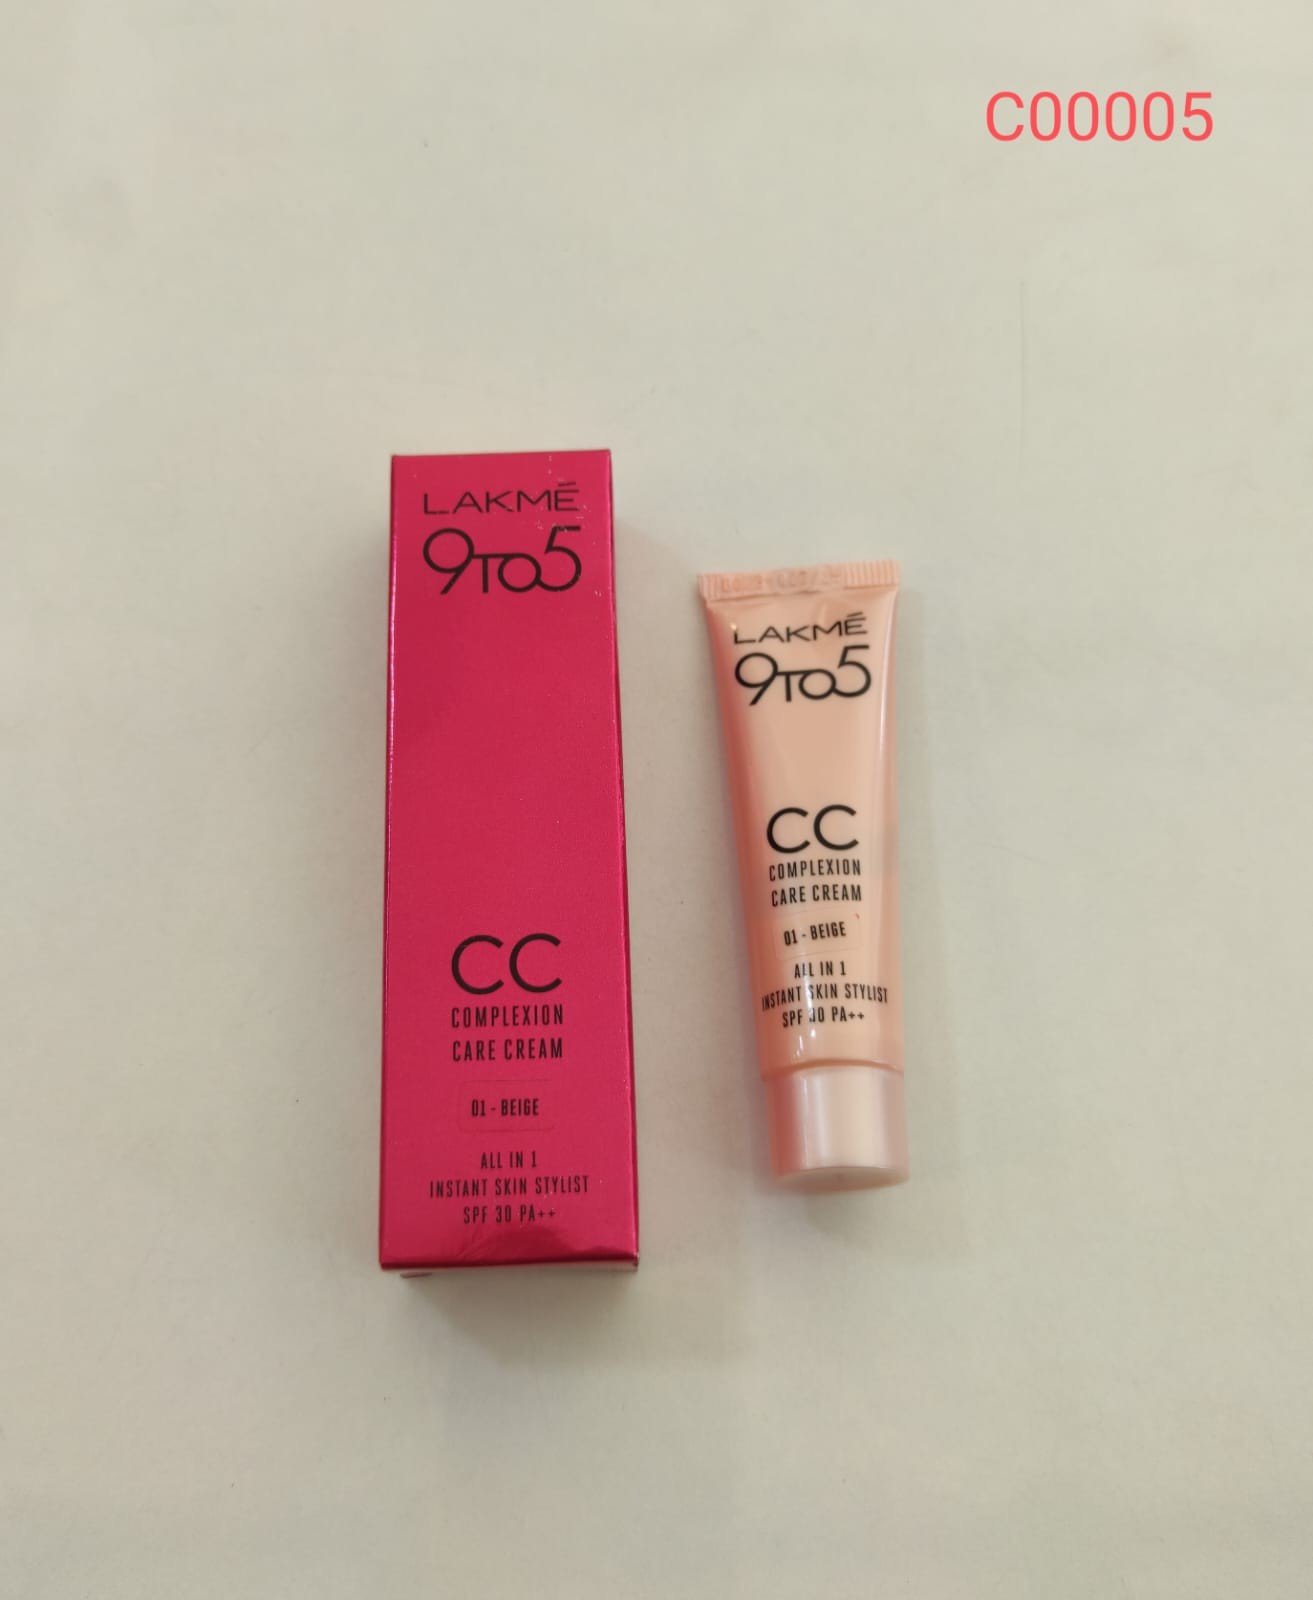 C00005
LAKMÉ
9TO5
CC
COMPLEXION
CARE CREAM
01 - BEIGE
ALL IN 1
INSTANT SKIN STYLIST
SPF 30 PA++
LAKMÉ
9TO5
CC
COMPLEXION
CARE CREAM
01 - BEIGE
ALL IN 1
INSTANT SKIN STYLIST
SPF 30 PA++